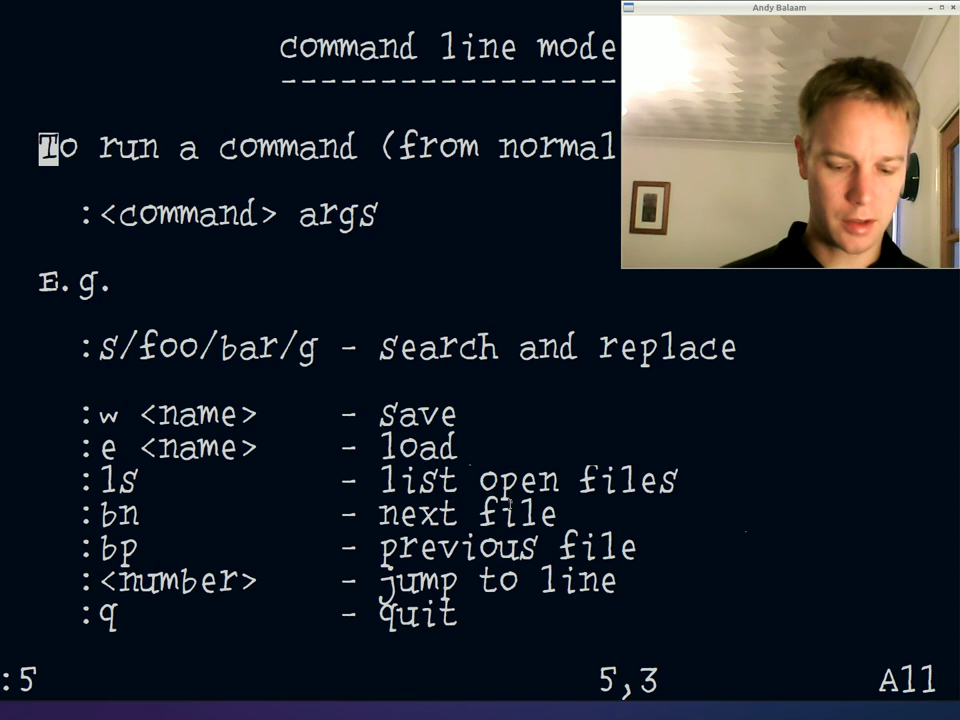 Andy Balaam
command line mode
-----------------
To run a command (from normal
:<command> args
E.g.
:s/foo/bar/g - search and replace
:w <name> - save
:e <name> - load
:ls - list open files
:bn - next file
:bp - previous file
:<number> - jump to line
:q - quit
:5 5,3 All